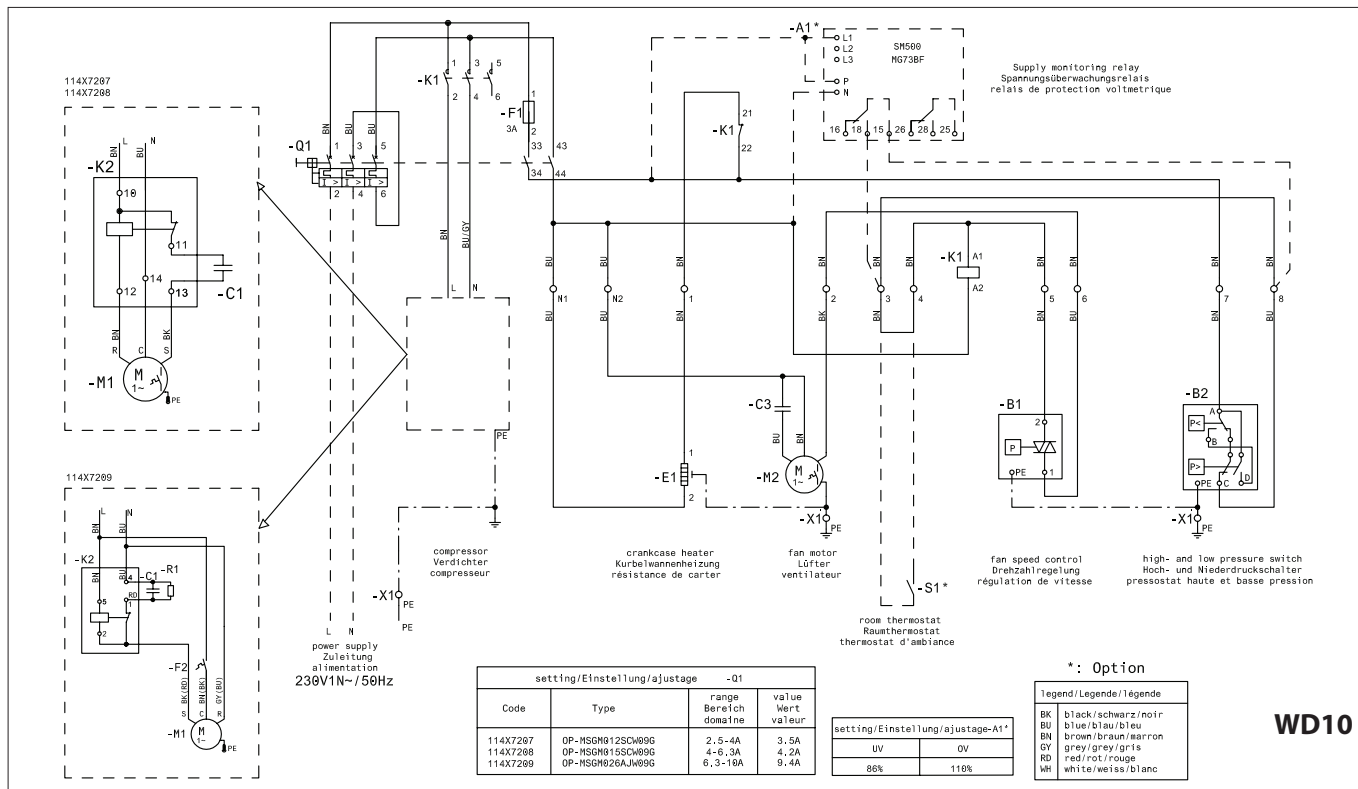 114X7207
114X7208
L N
BN
BU
-K2
10
11
14
12
13
-C1
BN
BU
BK
R C S
-M1
M
1~
PE
114X7209
L N
BN
BU
-K2
BN
BU
4
-C1
-R1
5
RD
1
2
-F2
BK(RD)
BN(BK)
GY(BU)
S C R
-M1
M
1~
-Q1
BN
BU
BU
1 3 5
I > I > I >
2 4 6
-K1
1 3 5
2 4 6
-F1
3A
1
2
33 43
34 44
BN
BU/GY
L N
PE
compressor
Verdichter
compresseur
-X1
PE
PE
L N
power supply
Zuleitung
alimentation
230V1N~/50Hz
-A1*
L1
L2
L3
P
N
SM500
MG73BF
16 18 15 26 28 25
Supply monitoring relay
Spannungsüberwachungsrelais
relais de protection voltmetrique
-K1
21
22
BU BU BN BN BN BN BN BN BN BN
-K1
A1
A2
N1 N2 1 2 3 4 5 6 7 8
BU BU BN BK BN BN BN BU BN BU
-E1
1
2
crankcase heater
Kurbelwannenheizung
résistance de carter
-C3
BU
BN
-M2
M
1~
-X1
PE
fan motor
Lüfter
ventilateur
-S1*
room thermostat
Raumthermostat
thermostat d'ambiance
-B1
2
P
PE
1
fan speed control
Drehzahlregelung
régulation de vitesse
-B2
A
P<
B
P>
PE C D
-X1
PE
high- and low pressure switch
Hoch- und Niederdruckschalter
pressostat haute et basse pression
setting/Einstellung/ajustage -Q1
Code Type range Bereich domaine value Wert valeur
114X7207 OP-MSGM012SCW09G 2.5-4A 3.5A
114X7208 OP-MSGM015SCW09G 4-6,3A 4,2A
114X7209 OP-MSGM026AJW09G 6,3-10A 9.4A
setting/Einstellung/ajustage-A1*
UV OV
86% 110%
*: Option
legend/Legende/légende
BK black/schwarz/noir
BU blue/blau/bleu
BN brown/braun/marron
GY grey/grey/gris
RD red/rot/rouge
WH white/weiss/blanc
WD10